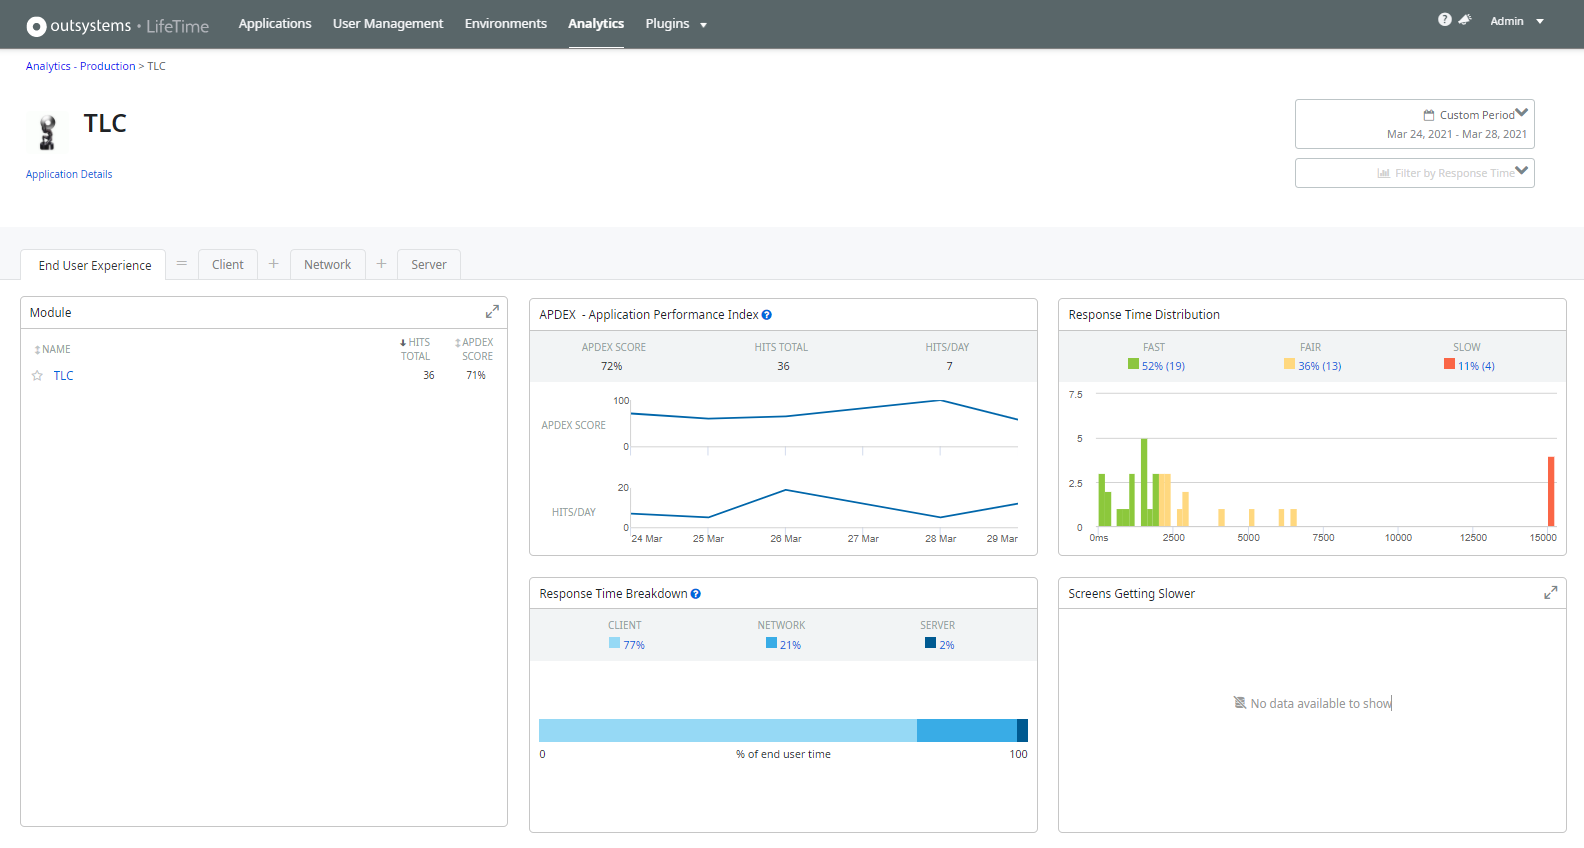 outsystems · LifeTime Applications User Management Environments Analytics Plugins ? Admin
Analytics - Production > TLC
TLC
Application Details
Custom Period
Mar 24, 2021 - Mar 28, 2021
Filter by Response Time
End User Experience = Client + Network + Server
Module
NAME HITS TOTAL APDEX SCORE
TLC 36 71%
APDEX - Application Performance Index ?
APDEX SCORE HITS TOTAL HITS/DAY
72% 36 7
100
APDEX SCORE
0
20
HITS/DAY
0
24 Mar 25 Mar 26 Mar 27 Mar 28 Mar 29 Mar
Response Time Distribution
FAST FAIR SLOW
52% (19) 36% (13) 11% (4)
7.5
5
2.5
0
0ms 2500 5000 7500 10000 12500 15000
Response Time Breakdown ?
CLIENT NETWORK SERVER
77% 21% 2%
0 % of end user time 100
Screens Getting Slower
No data available to show